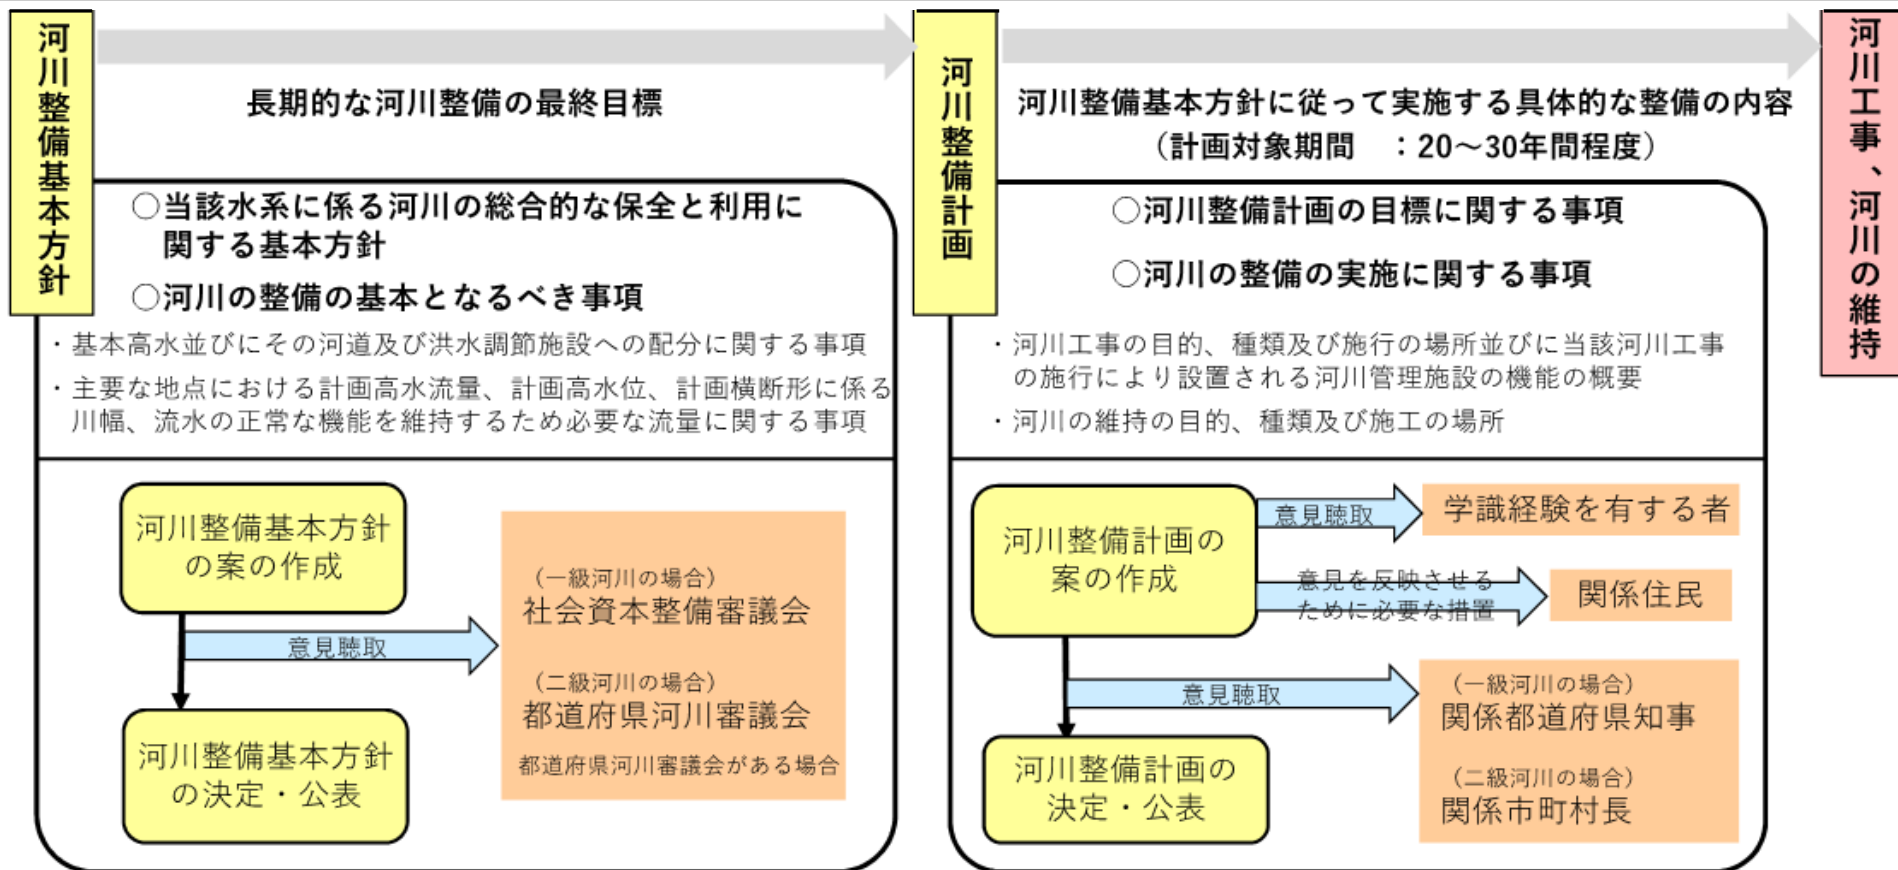 河川整備基本方針
長期的な河川整備の最終目標
○当該水系に係る河川の総合的な保全と利用に
関する基本方針
○河川の整備の基本となるべき事項
・基本高水並びにその河道及び洪水調節施設への配分に関する事項
・主要な地点における計画高水流量、計画高水位、計画横断形に係る
川幅、流水の正常な機能を維持するため必要な流量に関する事項
河川整備基本方針
の案の作成
意見聴取
（一級河川の場合）
社会資本整備審議会
（二級河川の場合）
都道府県河川審議会
都道府県河川審議会がある場合
河川整備基本方針
の決定・公表
河川整備計画
河川整備基本方針に従って実施する具体的な整備の内容
（計画対象期間　：20～30年間程度）
○河川整備計画の目標に関する事項
○河川の整備の実施に関する事項
・河川工事の目的、種類及び施行の場所並びに当該河川工事
の施行により設置される河川管理施設の機能の概要
・河川の維持の目的、種類及び施工の場所
河川整備計画の
案の作成
意見聴取
学識経験を有する者
意見を反映させる
ために必要な措置
関係住民
意見聴取
（一級河川の場合）
関係都道府県知事
（二級河川の場合）
関係市町村長
河川整備計画の
決定・公表
河川工事、河川の維持